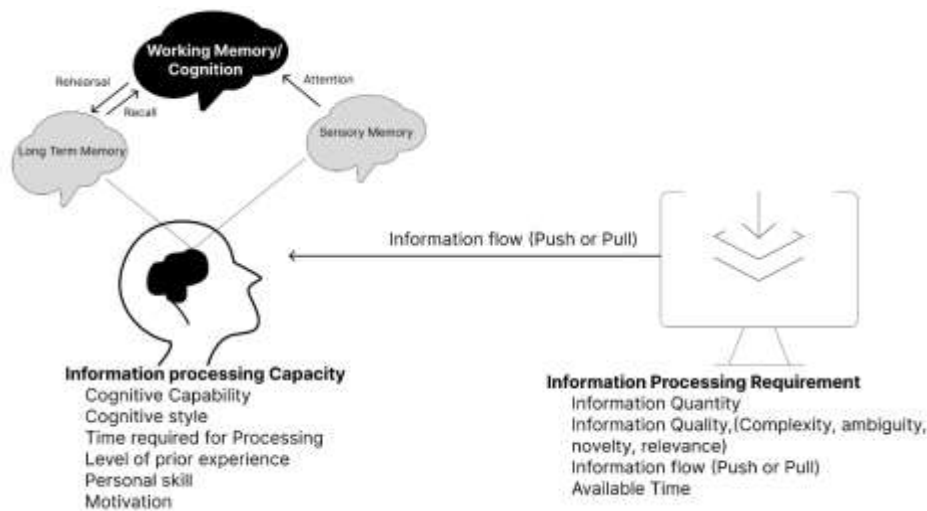 Working Memory/
Cognition
Rehearsal
Recall
Attention
Long Term Memory
Sensory Memory
Information flow (Push or Pull)
Information processing Capacity
Cognitive Capability
Cognitive style
Time required for Processing
Level of prior experience
Personal skill
Motivation
Information Processing Requirement
Information Quantity
Information Quality,(Complexity, ambiguity,
novelty, relevance)
Information flow (Push or Pull)
Available Time